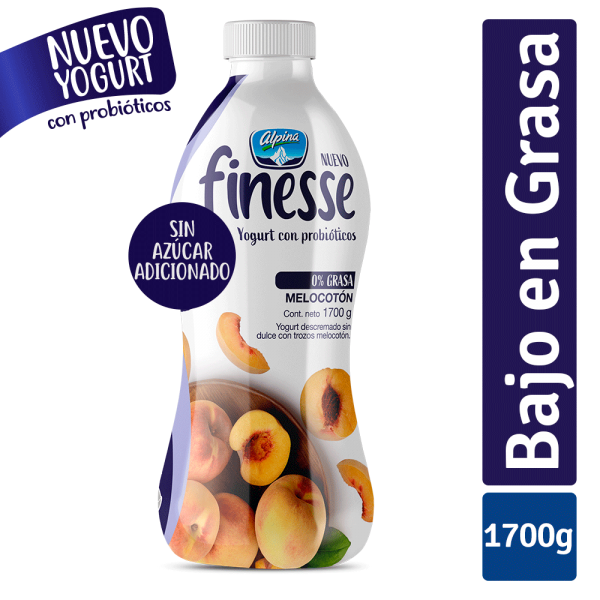 NUEVO
YOGURT
con probióticos
Alpina
NUEVO
finesse
Yogurt con probióticos
SIN
AZÚCAR
ADICIONADO
0% GRASA
MELOCOTÓN
Cont. neto 1700 g
Yogurt descremado sin
dulce con trozos melocotón.
Bajo en Grasa
1700g